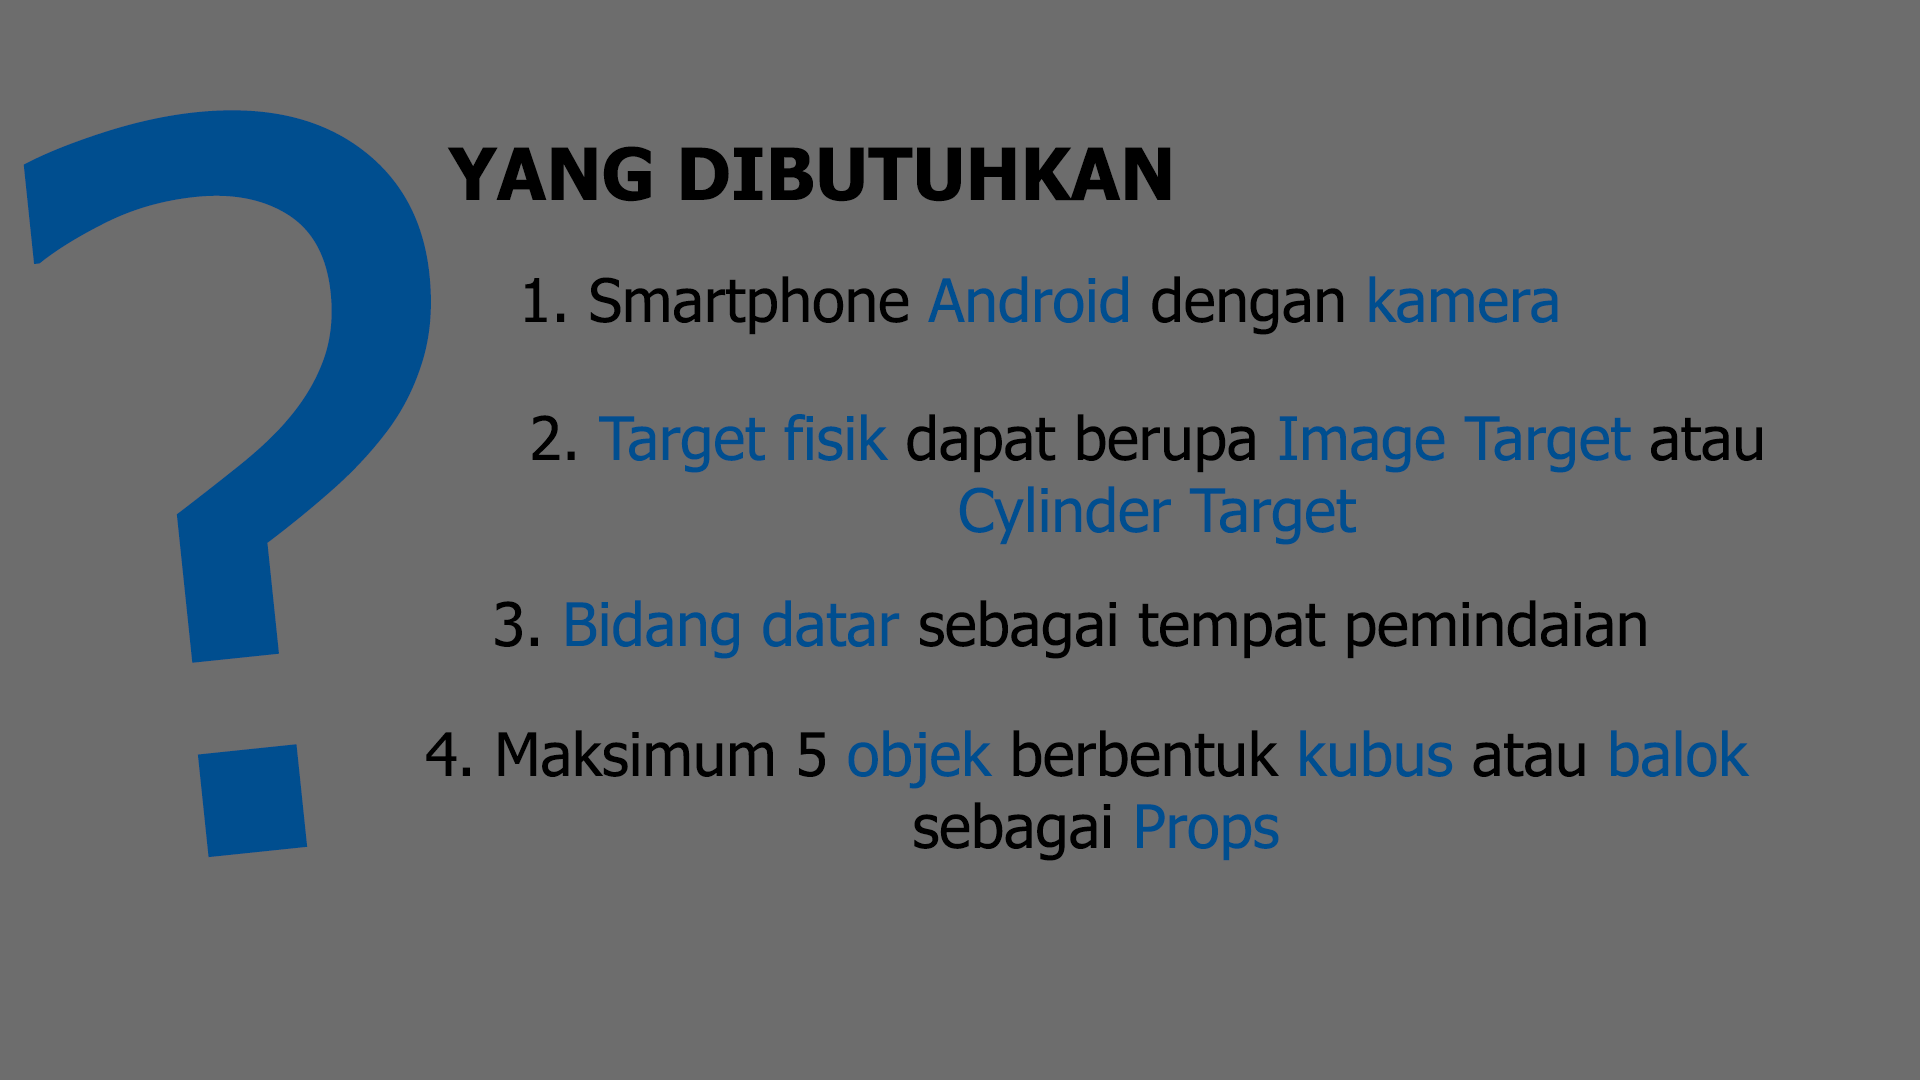 ?
YANG DIBUTUHKAN
1. Smartphone Android dengan kamera
2. Target fisik dapat berupa Image Target atau
Cylinder Target
3. Bidang datar sebagai tempat pemindaian
4. Maksimum 5 objek berbentuk kubus atau balok
sebagai Props